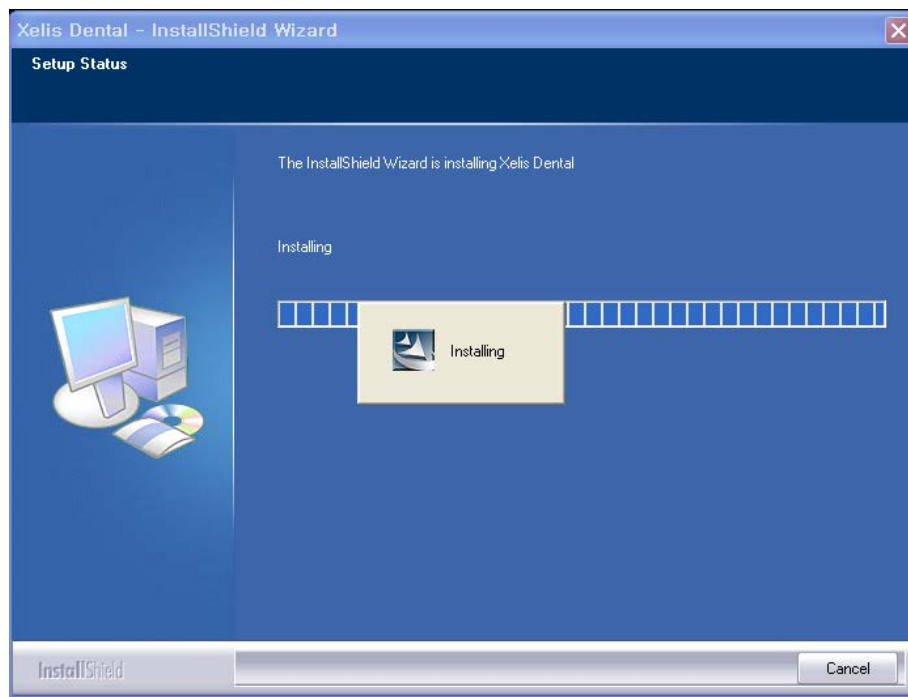 Xelis Dental - InstallShield Wizard
Setup Status
The InstallShield Wizard is installing Xelis Dental
Installing
Installing
InstallShield
Cancel